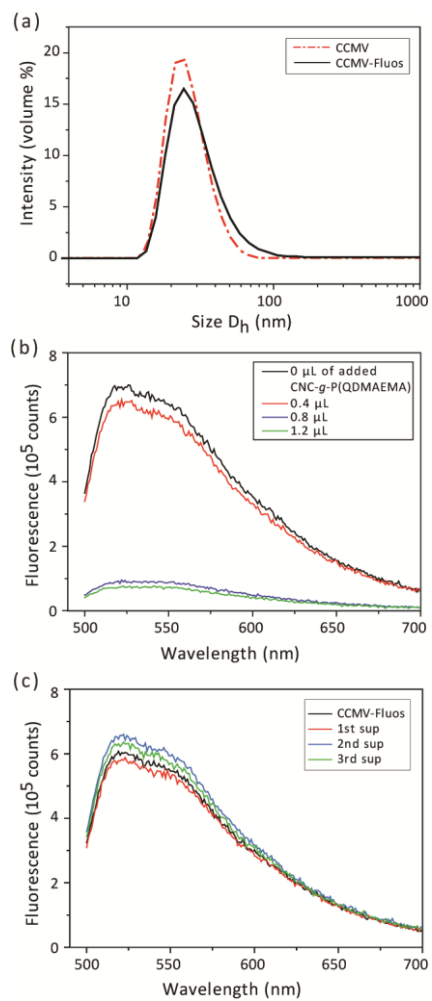 (a)
CCMV
CCMV-Fluos
Intensity (volume %)
25
20
15
10
5
0
10
100
1000
Size Dh (nm)
(b)
0 µL of added
CNC-g-P(QDMAEMA)
0.4 µL
0.8 µL
1.2 µL
Fluorescence (10⁵ counts)
8
6
4
2
0
500
550
600
650
700
Wavelength (nm)
(c)
CCMV-Fluos
1st sup
2nd sup
3rd sup
Fluorescence (10⁵ counts)
8
6
4
2
0
500
550
600
650
700
Wavelength (nm)